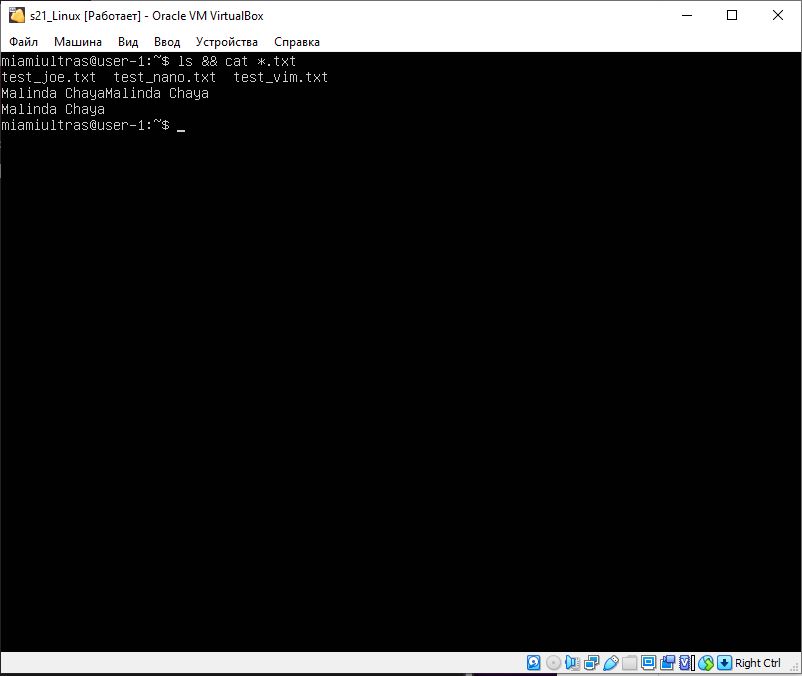 s21_Linux [Работает] - Oracle VM VirtualBox
Файл Машина Вид Ввод Устройства Справка
miamiultras@user-1:~$ ls && cat *.txt
test_joe.txt  test_nano.txt  test_vim.txt
Malinda ChayaMalinda Chaya
Malinda Chaya
miamiultras@user-1:~$ _
Right Ctrl